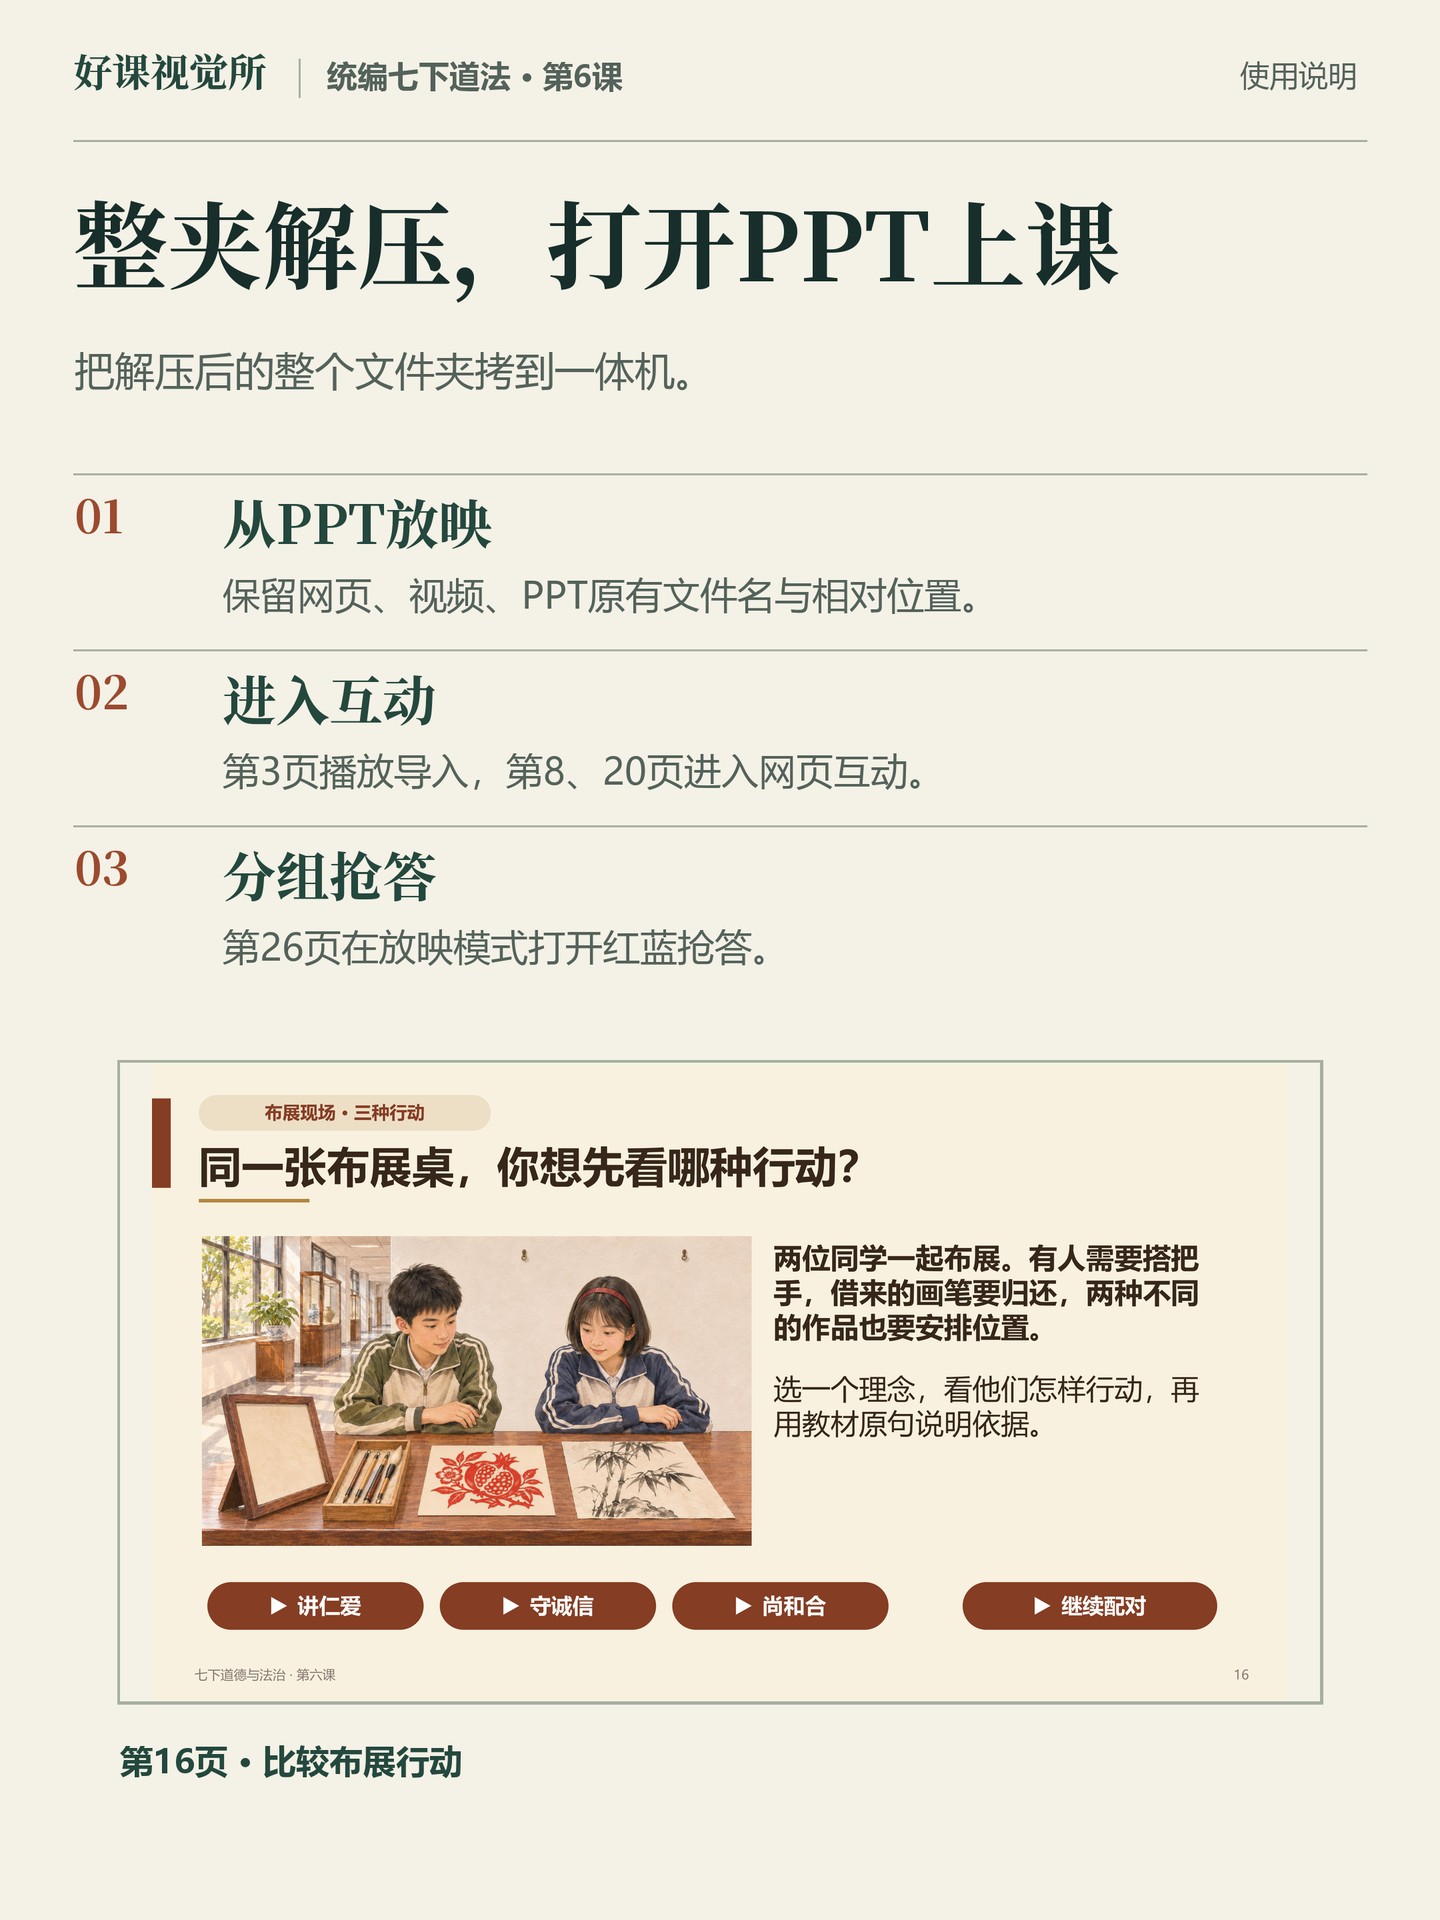 好课视觉所
统编七下道法·第6课
使用说明
整夹解压，打开PPT上课
把解压后的整个文件夹拷到一体机。
01
从PPT放映
保留网页、视频、PPT原有文件名与相对位置。
02
进入互动
第3页播放导入，第8、20页进入网页互动。
03
分组抢答
第26页在放映模式打开红蓝抢答。
布展现场·三种行动
同一张布展桌，你想先看哪种行动？
两位同学一起布展。有人需要搭把
手，借来的画笔要归还，两种不同
的作品也要安排位置。
选一个理念，看他们怎样行动，再
用教材原句说明依据。
▶ 讲仁爱
▶ 守诚信
▶ 尚和合
▶ 继续配对
七下道德与法治·第六课
16
第16页·比较布展行动